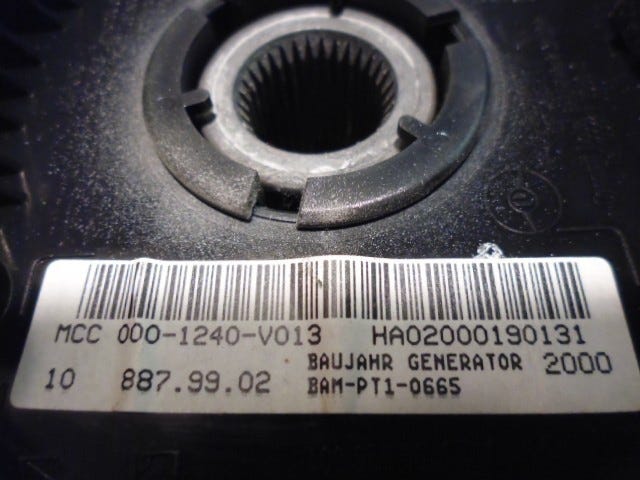 MCC 000-1240-V013 HA02000190131
BAUJAHR GENERATOR 2000
10 887.99.02 BAM-PT1-0665